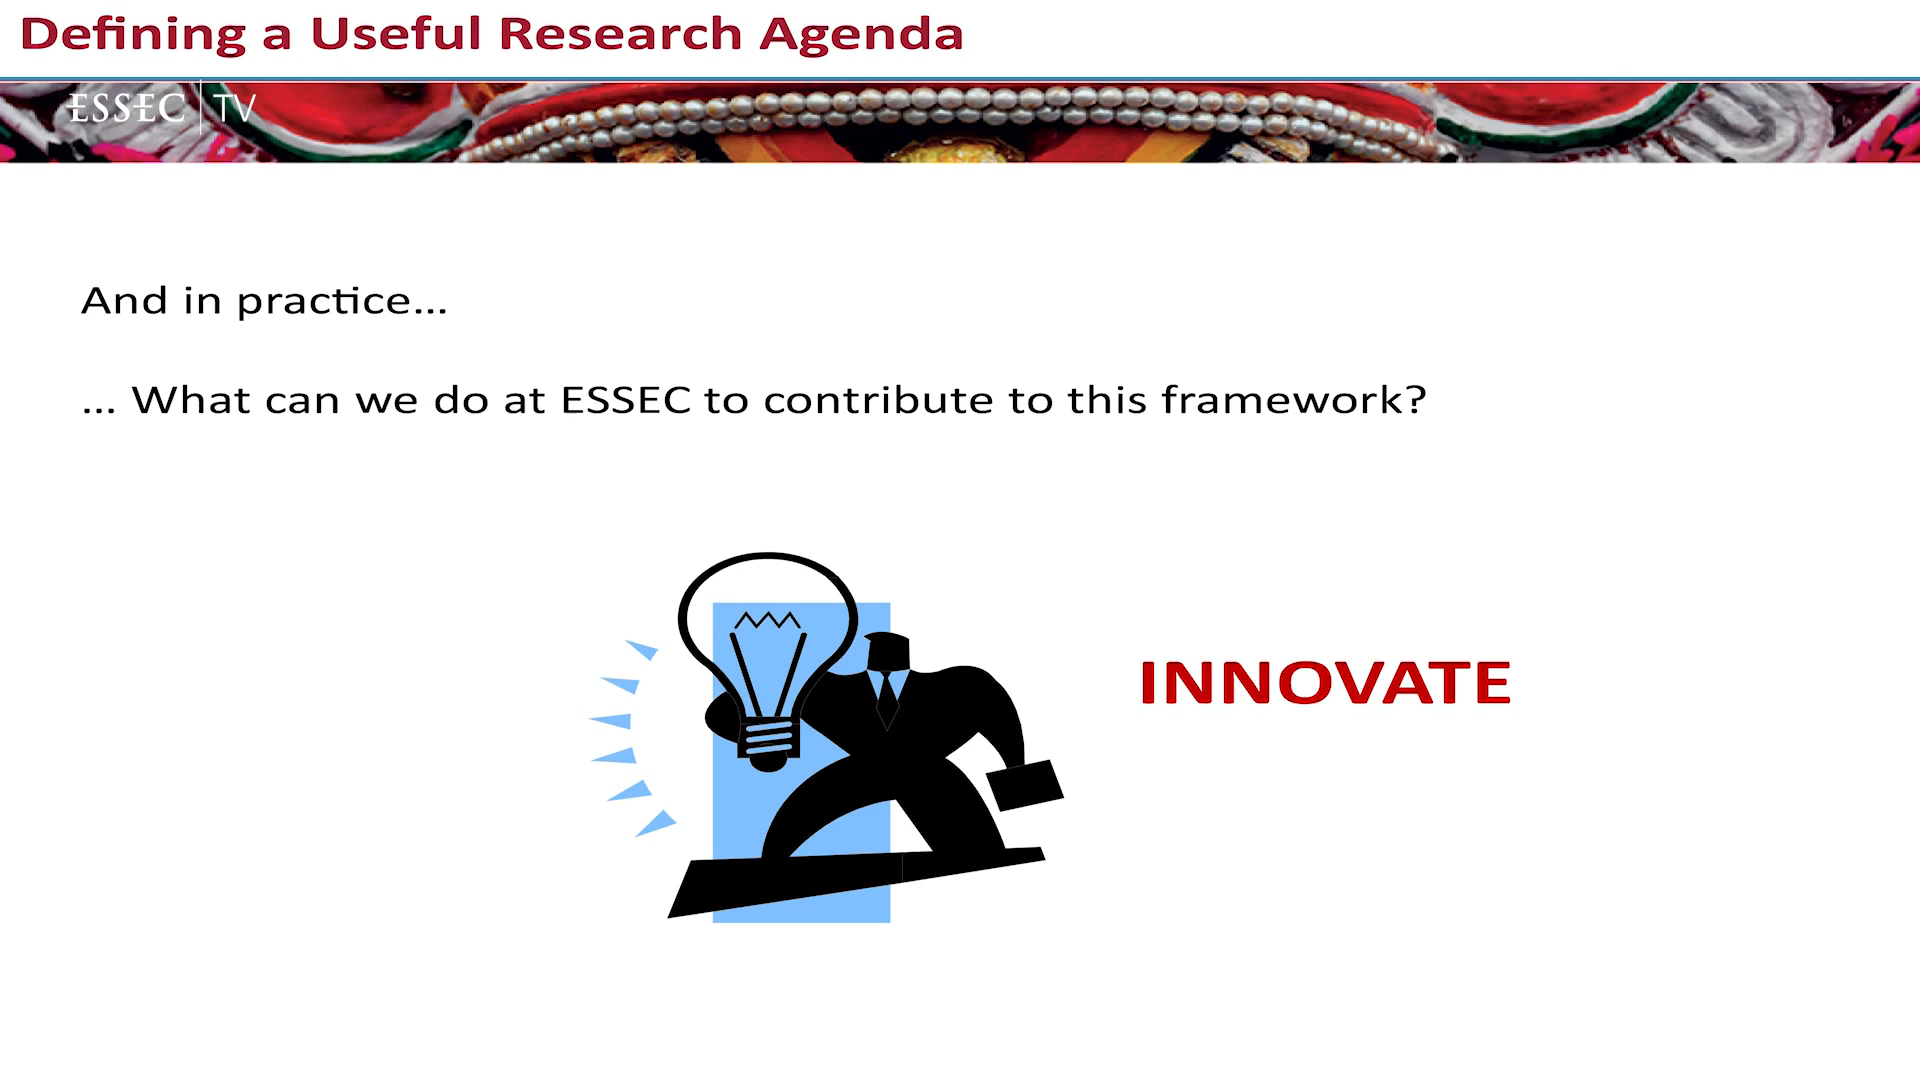 Defining a Useful Research Agenda
ESSEC TV
And in practice...
... What can we do at ESSEC to contribute to this framework?
INNOVATE